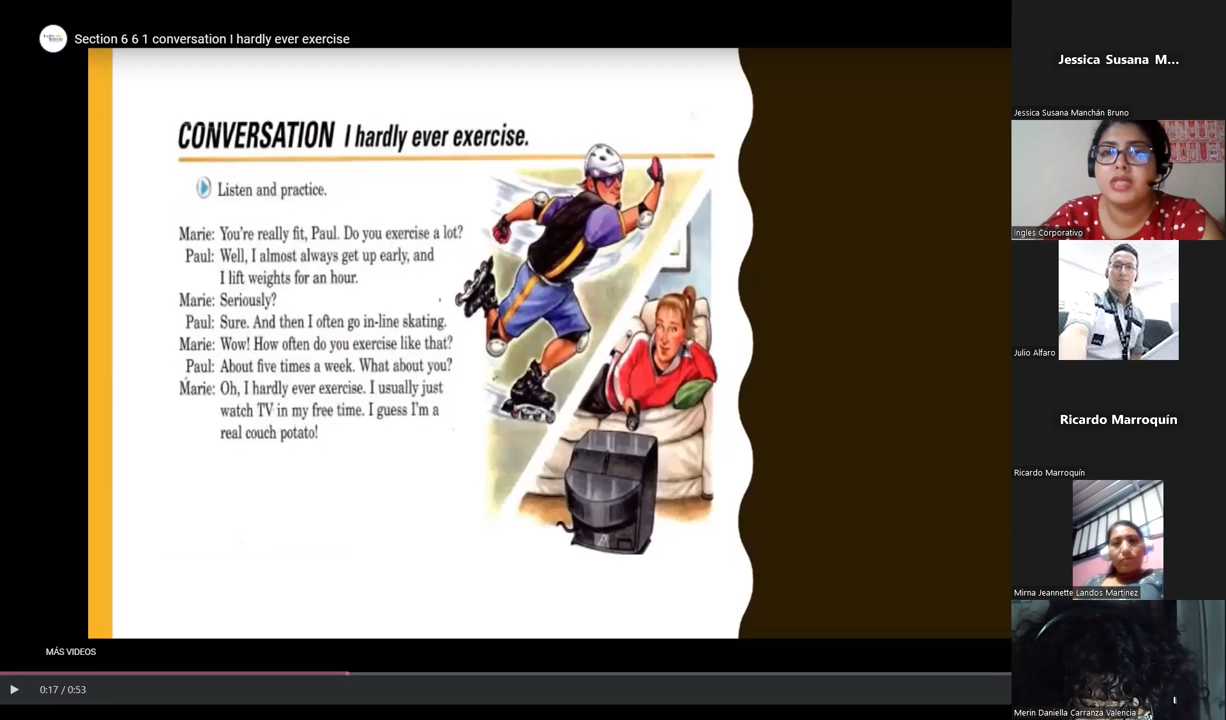 Section 6 6 1 conversation I hardly ever exercise
CONVERSATION I hardly ever exercise.
Listen and practice.
Marie: You're really fit, Paul. Do you exercise a lot?
Paul: Well, I almost always get up early, and
I lift weights for an hour.
Marie: Seriously?
Paul: Sure. And then I often go in-line skating.
Marie: Wow! How often do you exercise like that?
Paul: About five times a week. What about you?
Marie: Oh, I hardly ever exercise. I usually just
watch TV in my free time. I guess I'm a
real couch potato!
MÁS VIDEOS
0:17 / 0:53
Jessica Susana M...
Jessica Susana Manchán Bruno
Ingles Corporativo
Julio Alfaro
Ricardo Marroquín
Ricardo Marroquín
Mirna Jeannette Landos Martinez
Merin Daniella Carranza Valencia